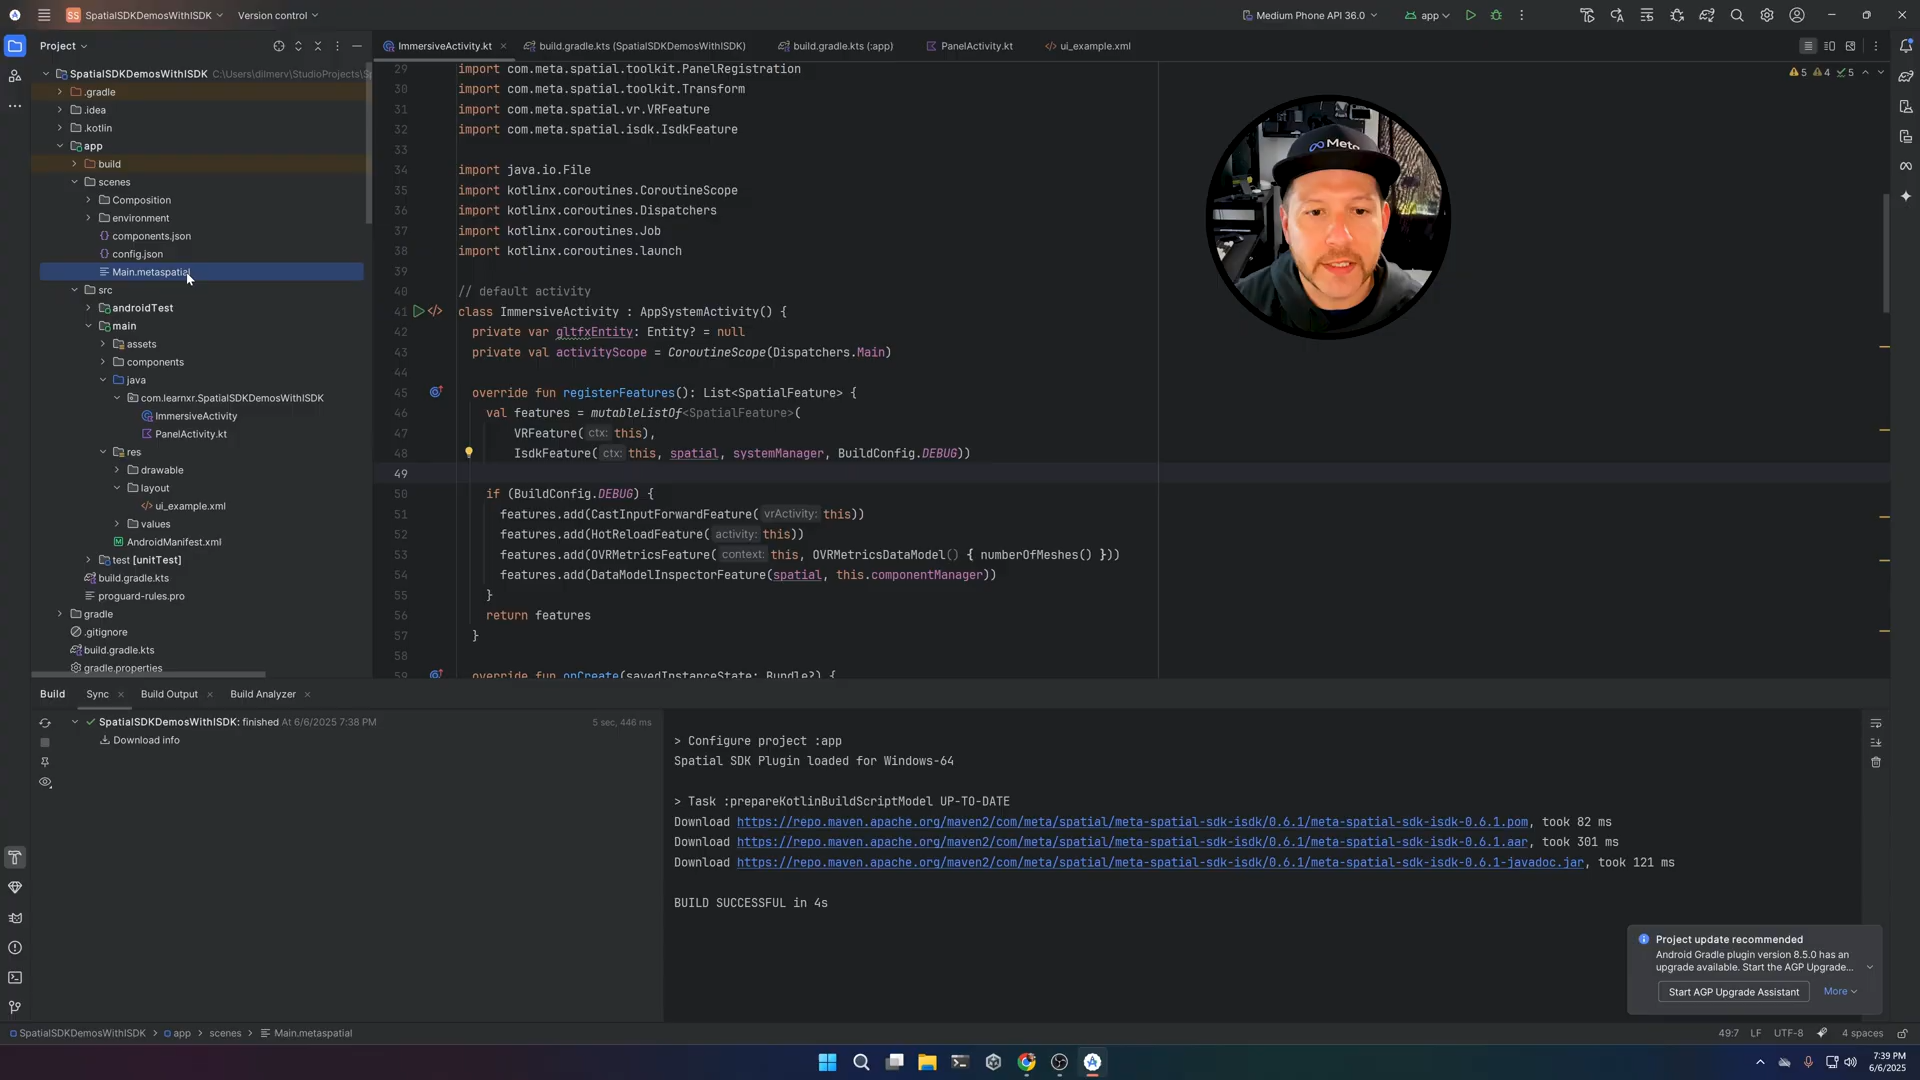 SS SpatialSDKDemosWithISDK
Version control
Medium Phone API 36.0
app
Project
ImmersiveActivity.kt
build.gradle.kts (SpatialSDKDemosWithISDK)
build.gradle.kts (:app)
PanelActivity.kt
ui_example.xml
SpatialSDKDemosWithISDK C:\Users\dilmerv\StudioProjects\S
.gradle
.idea
.kotlin
app
build
scenes
Composition
environment
components.json
config.json
Main.metaspatial
src
androidTest
main
assets
components
java
com.learnxr.SpatialSDKDemosWithISDK
ImmersiveActivity
PanelActivity.kt
res
drawable
layout
ui_example.xml
values
AndroidManifest.xml
test [unitTest]
build.gradle.kts
proguard-rules.pro
gradle
.gitignore
build.gradle.kts
gradle.properties
5 4 5
29 import com.meta.spatial.toolkit.PanelRegistration
30 import com.meta.spatial.toolkit.Transform
31 import com.meta.spatial.vr.VRFeature
32 import com.meta.spatial.isdk.IsdkFeature
33
34 import java.io.File
35 import kotlinx.coroutines.CoroutineScope
36 import kotlinx.coroutines.Dispatchers
37 import kotlinx.coroutines.Job
38 import kotlinx.coroutines.launch
39
40 // default activity
41 class ImmersiveActivity : AppSystemActivity() {
42 private var gltfxEntity: Entity? = null
43 private val activityScope = CoroutineScope(Dispatchers.Main)
44
45 override fun registerFeatures(): List<SpatialFeature> {
46 val features = mutableListOf<SpatialFeature>(
47 VRFeature( ctx: this),
48 IsdkFeature( ctx: this, spatial, systemManager, BuildConfig.DEBUG))
49
50 if (BuildConfig.DEBUG) {
51 features.add(CastInputForwardFeature( vrActivity: this))
52 features.add(HotReloadFeature( activity: this))
53 features.add(OVRMetricsFeature( context: this, OVRMetricsDataModel() { numberOfMeshes() }))
54 features.add(DataModelInspectorFeature(spatial, this.componentManager))
55 }
56 return features
57 }
58
59 override fun onCreate(savedInstanceState: Bundle?) {
Meta
Build
Sync
Build Output
Build Analyzer
SpatialSDKDemosWithISDK: finished At 6/6/2025 7:38 PM 5 sec, 446 ms
Download info
> Configure project :app
Spatial SDK Plugin loaded for Windows-64
> Task :prepareKotlinBuildScriptModel UP-TO-DATE
Download https://repo.maven.apache.org/maven2/com/meta/spatial/meta-spatial-sdk-isdk/0.6.1/meta-spatial-sdk-isdk-0.6.1.pom, took 82 ms
Download https://repo.maven.apache.org/maven2/com/meta/spatial/meta-spatial-sdk-isdk/0.6.1/meta-spatial-sdk-isdk-0.6.1.aar, took 301 ms
Download https://repo.maven.apache.org/maven2/com/meta/spatial/meta-spatial-sdk-isdk/0.6.1/meta-spatial-sdk-isdk-0.6.1-javadoc.jar, took 121 ms
BUILD SUCCESSFUL in 4s
Project update recommended
Android Gradle plugin version 8.5.0 has an
upgrade available. Start the AGP Upgrade...
Start AGP Upgrade Assistant
More
SpatialSDKDemosWithISDK > app > scenes > Main.metaspatial
49:7 LF UTF-8 4 spaces
7:39 PM
6/6/2025